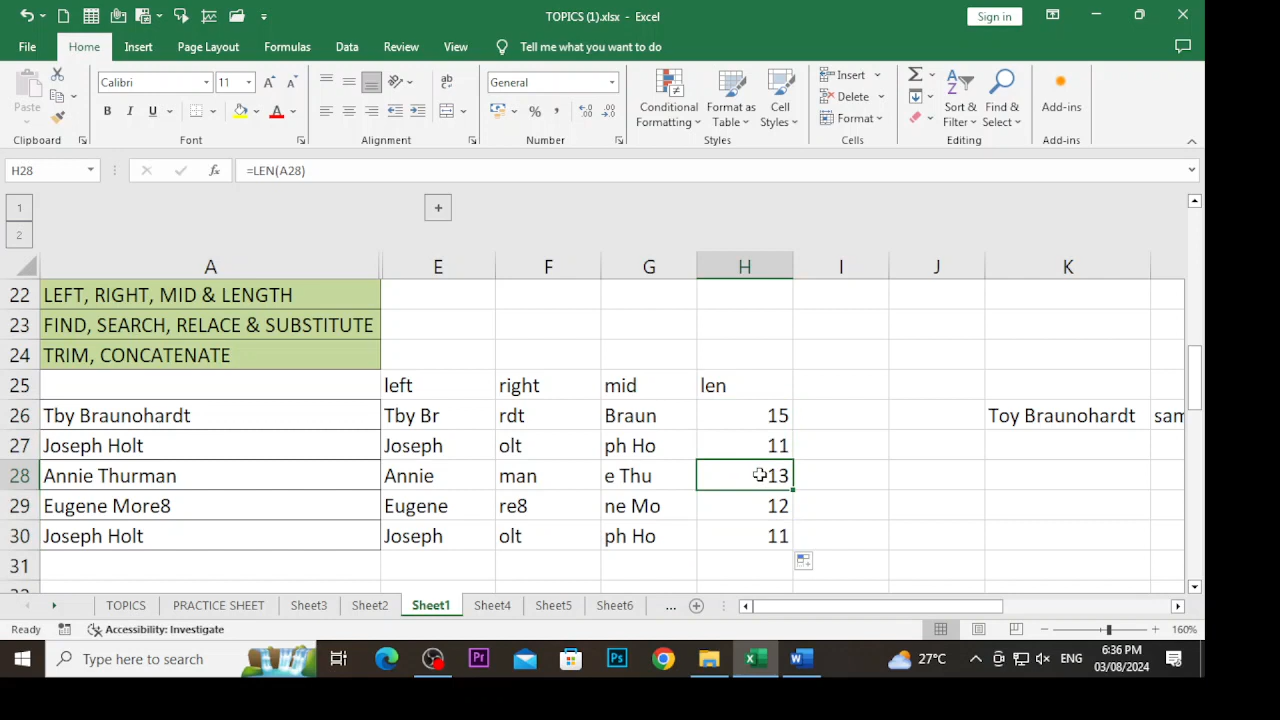 TOPICS (1).xlsx - Excel
Sign in
File Home Insert Page Layout Formulas Data Review View Tell me what you want to do
Paste
Calibri 11
B I U
General
Conditional Formatting
Format as Table
Cell Styles
Insert
Delete
Format
Sort & Filter
Find & Select
Add-ins
Clipboard Font Alignment Number Styles Cells Editing Add-ins
H28 fx =LEN(A28)
1
2
A E F G H I J K
22 LEFT, RIGHT, MID & LENGTH
23 FIND, SEARCH, RELACE & SUBSTITUTE
24 TRIM, CONCATENATE
25 left right mid len
26 Tby Braunohardt Tby Br rdt Braun 15 Toy Braunohardt sam
27 Joseph Holt Joseph olt ph Ho 11
28 Annie Thurman Annie man e Thu 13
29 Eugene More8 Eugene re8 ne Mo 12
30 Joseph Holt Joseph olt ph Ho 11
31
TOPICS PRACTICE SHEET Sheet3 Sheet2 Sheet1 Sheet4 Sheet5 Sheet6 ...
Ready Accessibility: Investigate 160%
Type here to search
Pr
Ps
27°C
ENG
6:36 PM
03/08/2024